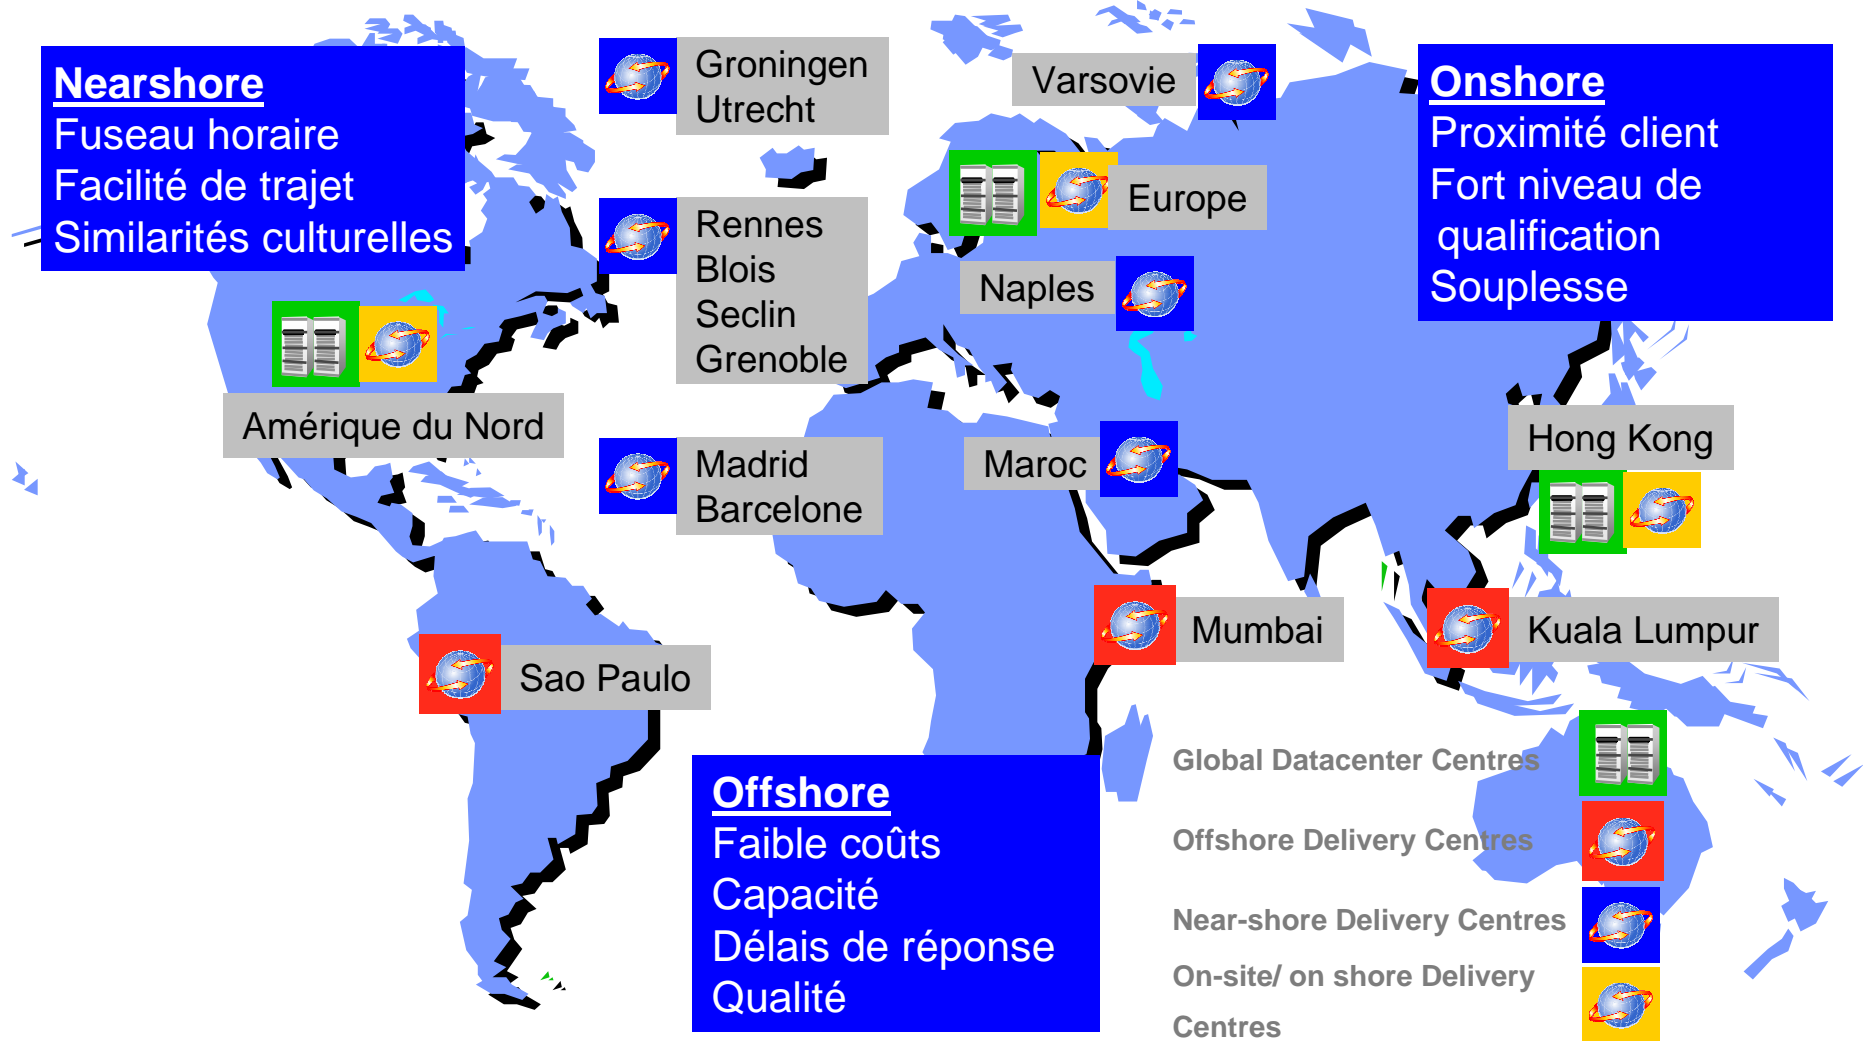 Nearshore
Fuseau horaire
Facilité de trajet
Similarités culturelles
Groningen
Utrecht
Varsovie
Onshore
Proximité client
Fort niveau de
qualification
Souplesse
Europe
Rennes
Blois
Seclin
Grenoble
Naples
Amérique du Nord
Madrid
Barcelone
Maroc
Hong Kong
Mumbai
Kuala Lumpur
Sao Paulo
Offshore
Faible coûts
Capacité
Délais de réponse
Qualité
Global Datacenter Centres
Offshore Delivery Centres
Near-shore Delivery Centres
On-site/ on shore Delivery
Centres